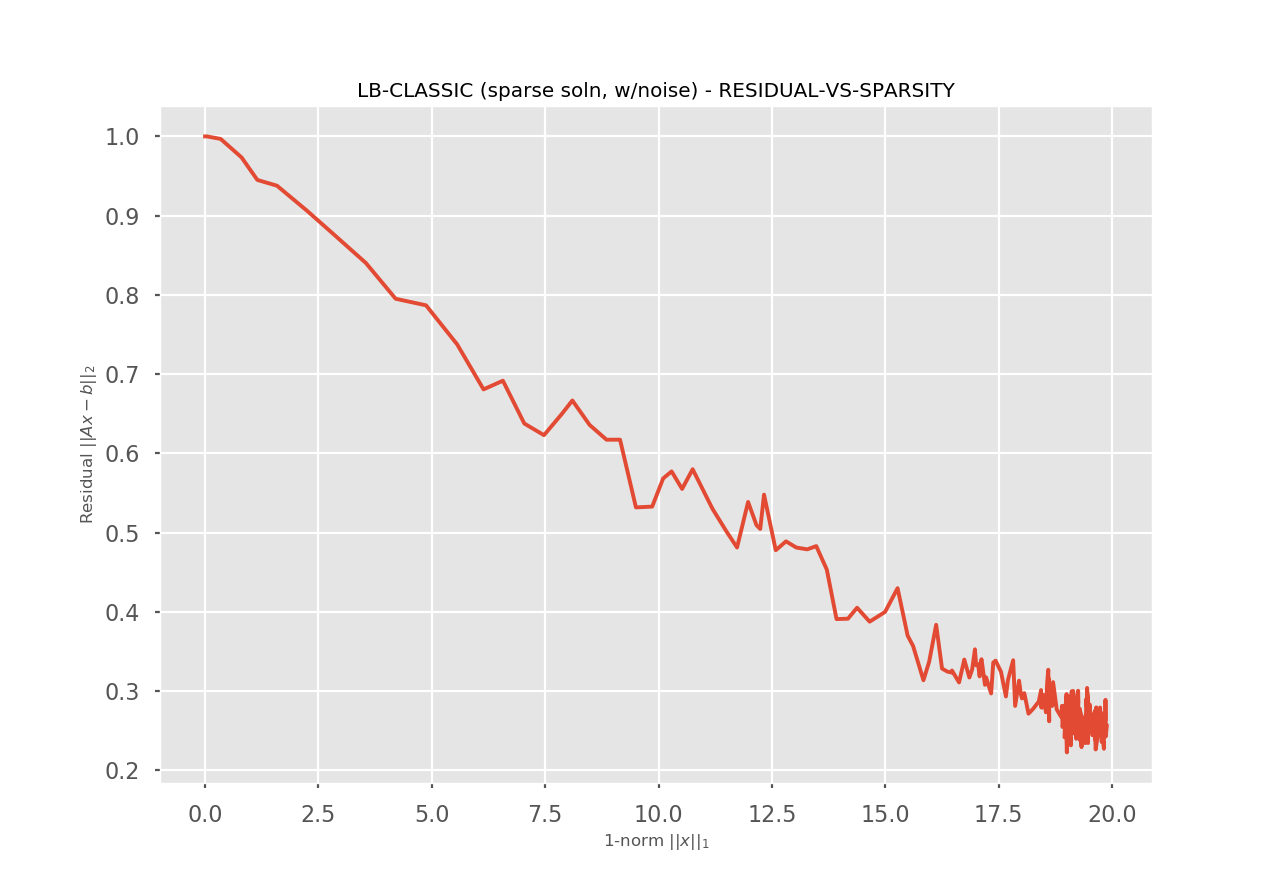 LB-CLASSIC (sparse soln, w/noise) - RESIDUAL-VS-SPARSITY
1.0
0.9
0.8
0.7
0.6
0.5
0.4
0.3
0.2
Residual ||Ax − b||₂
0.0 2.5 5.0 7.5 10.0 12.5 15.0 17.5 20.0
1-norm ||x||₁